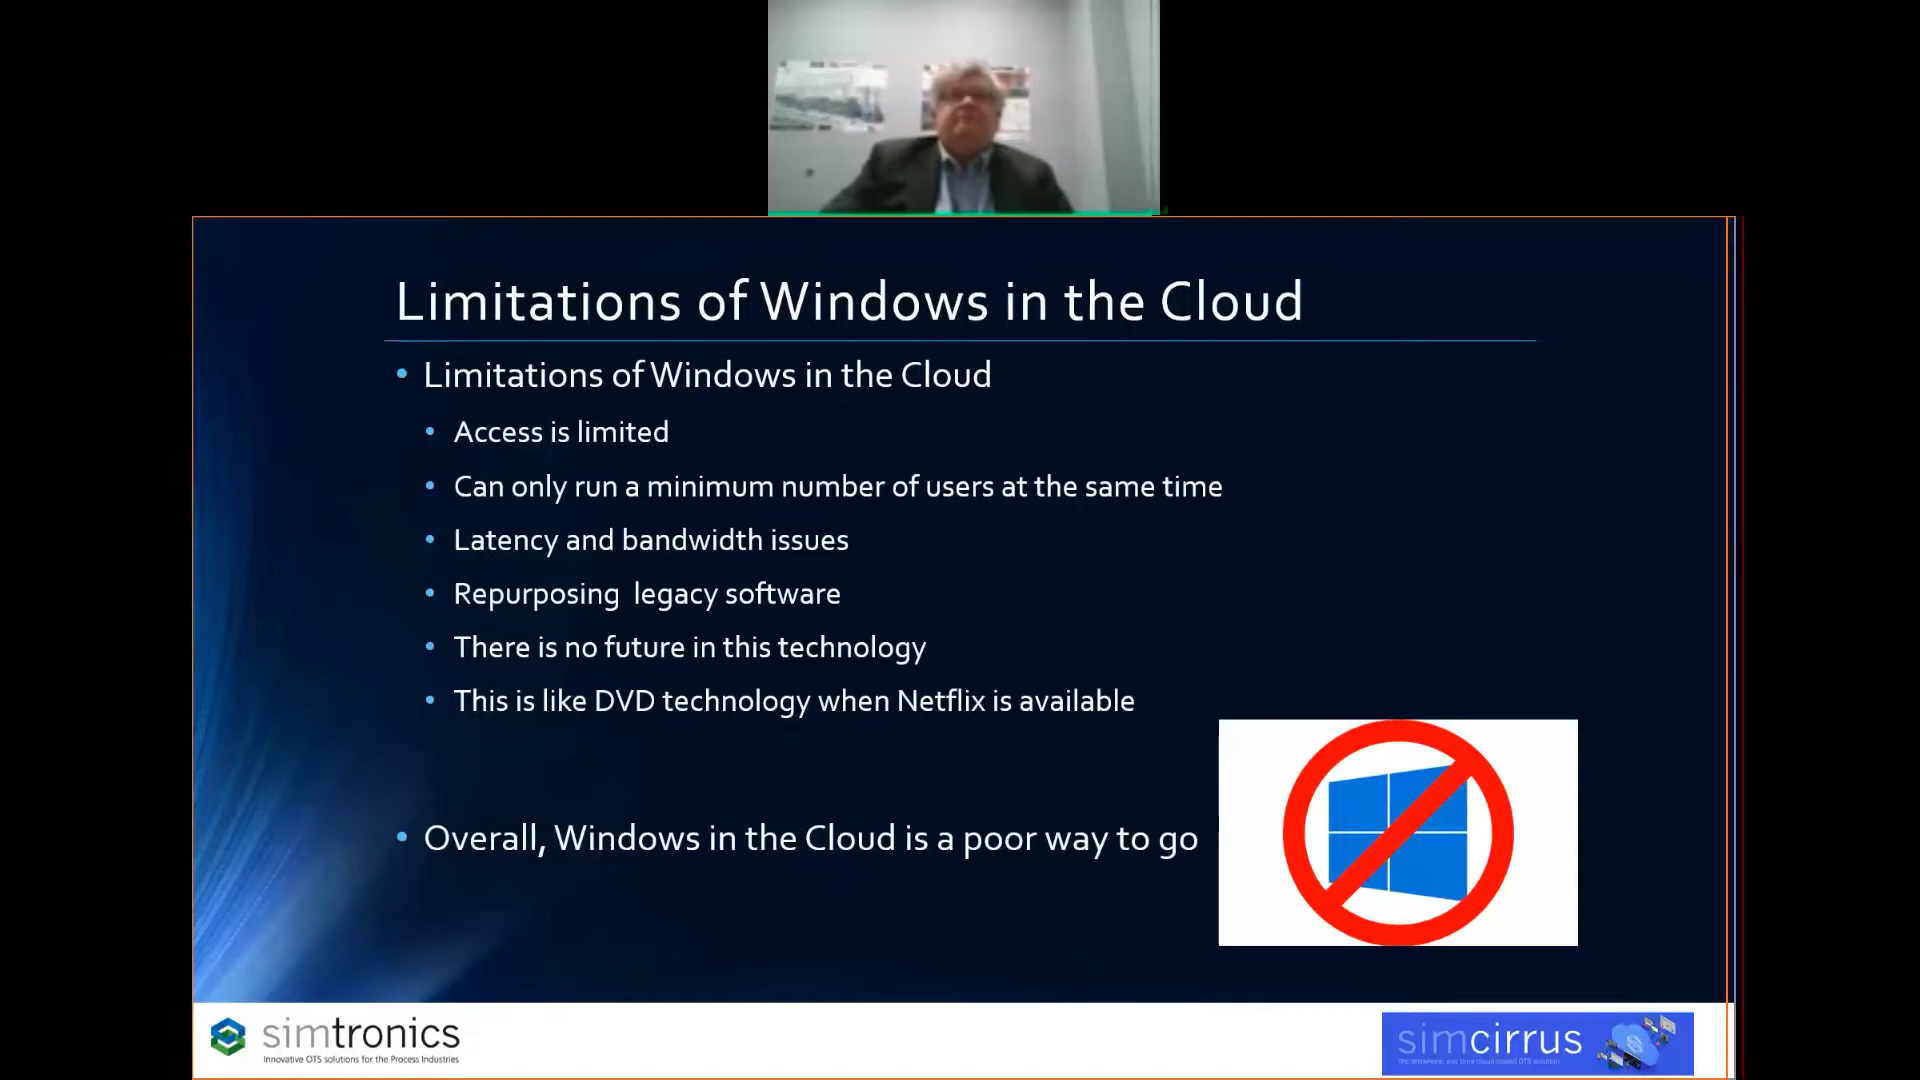 Limitations of Windows in the Cloud
Limitations of Windows in the Cloud
Access is limited
Can only run a minimum number of users at the same time
Latency and bandwidth issues
Repurposing  legacy software
There is no future in this technology
This is like DVD technology when Netflix is available
Overall, Windows in the Cloud is a poor way to go
simtronics
Innovative OTS solutions for the Process Industries
simcirrus